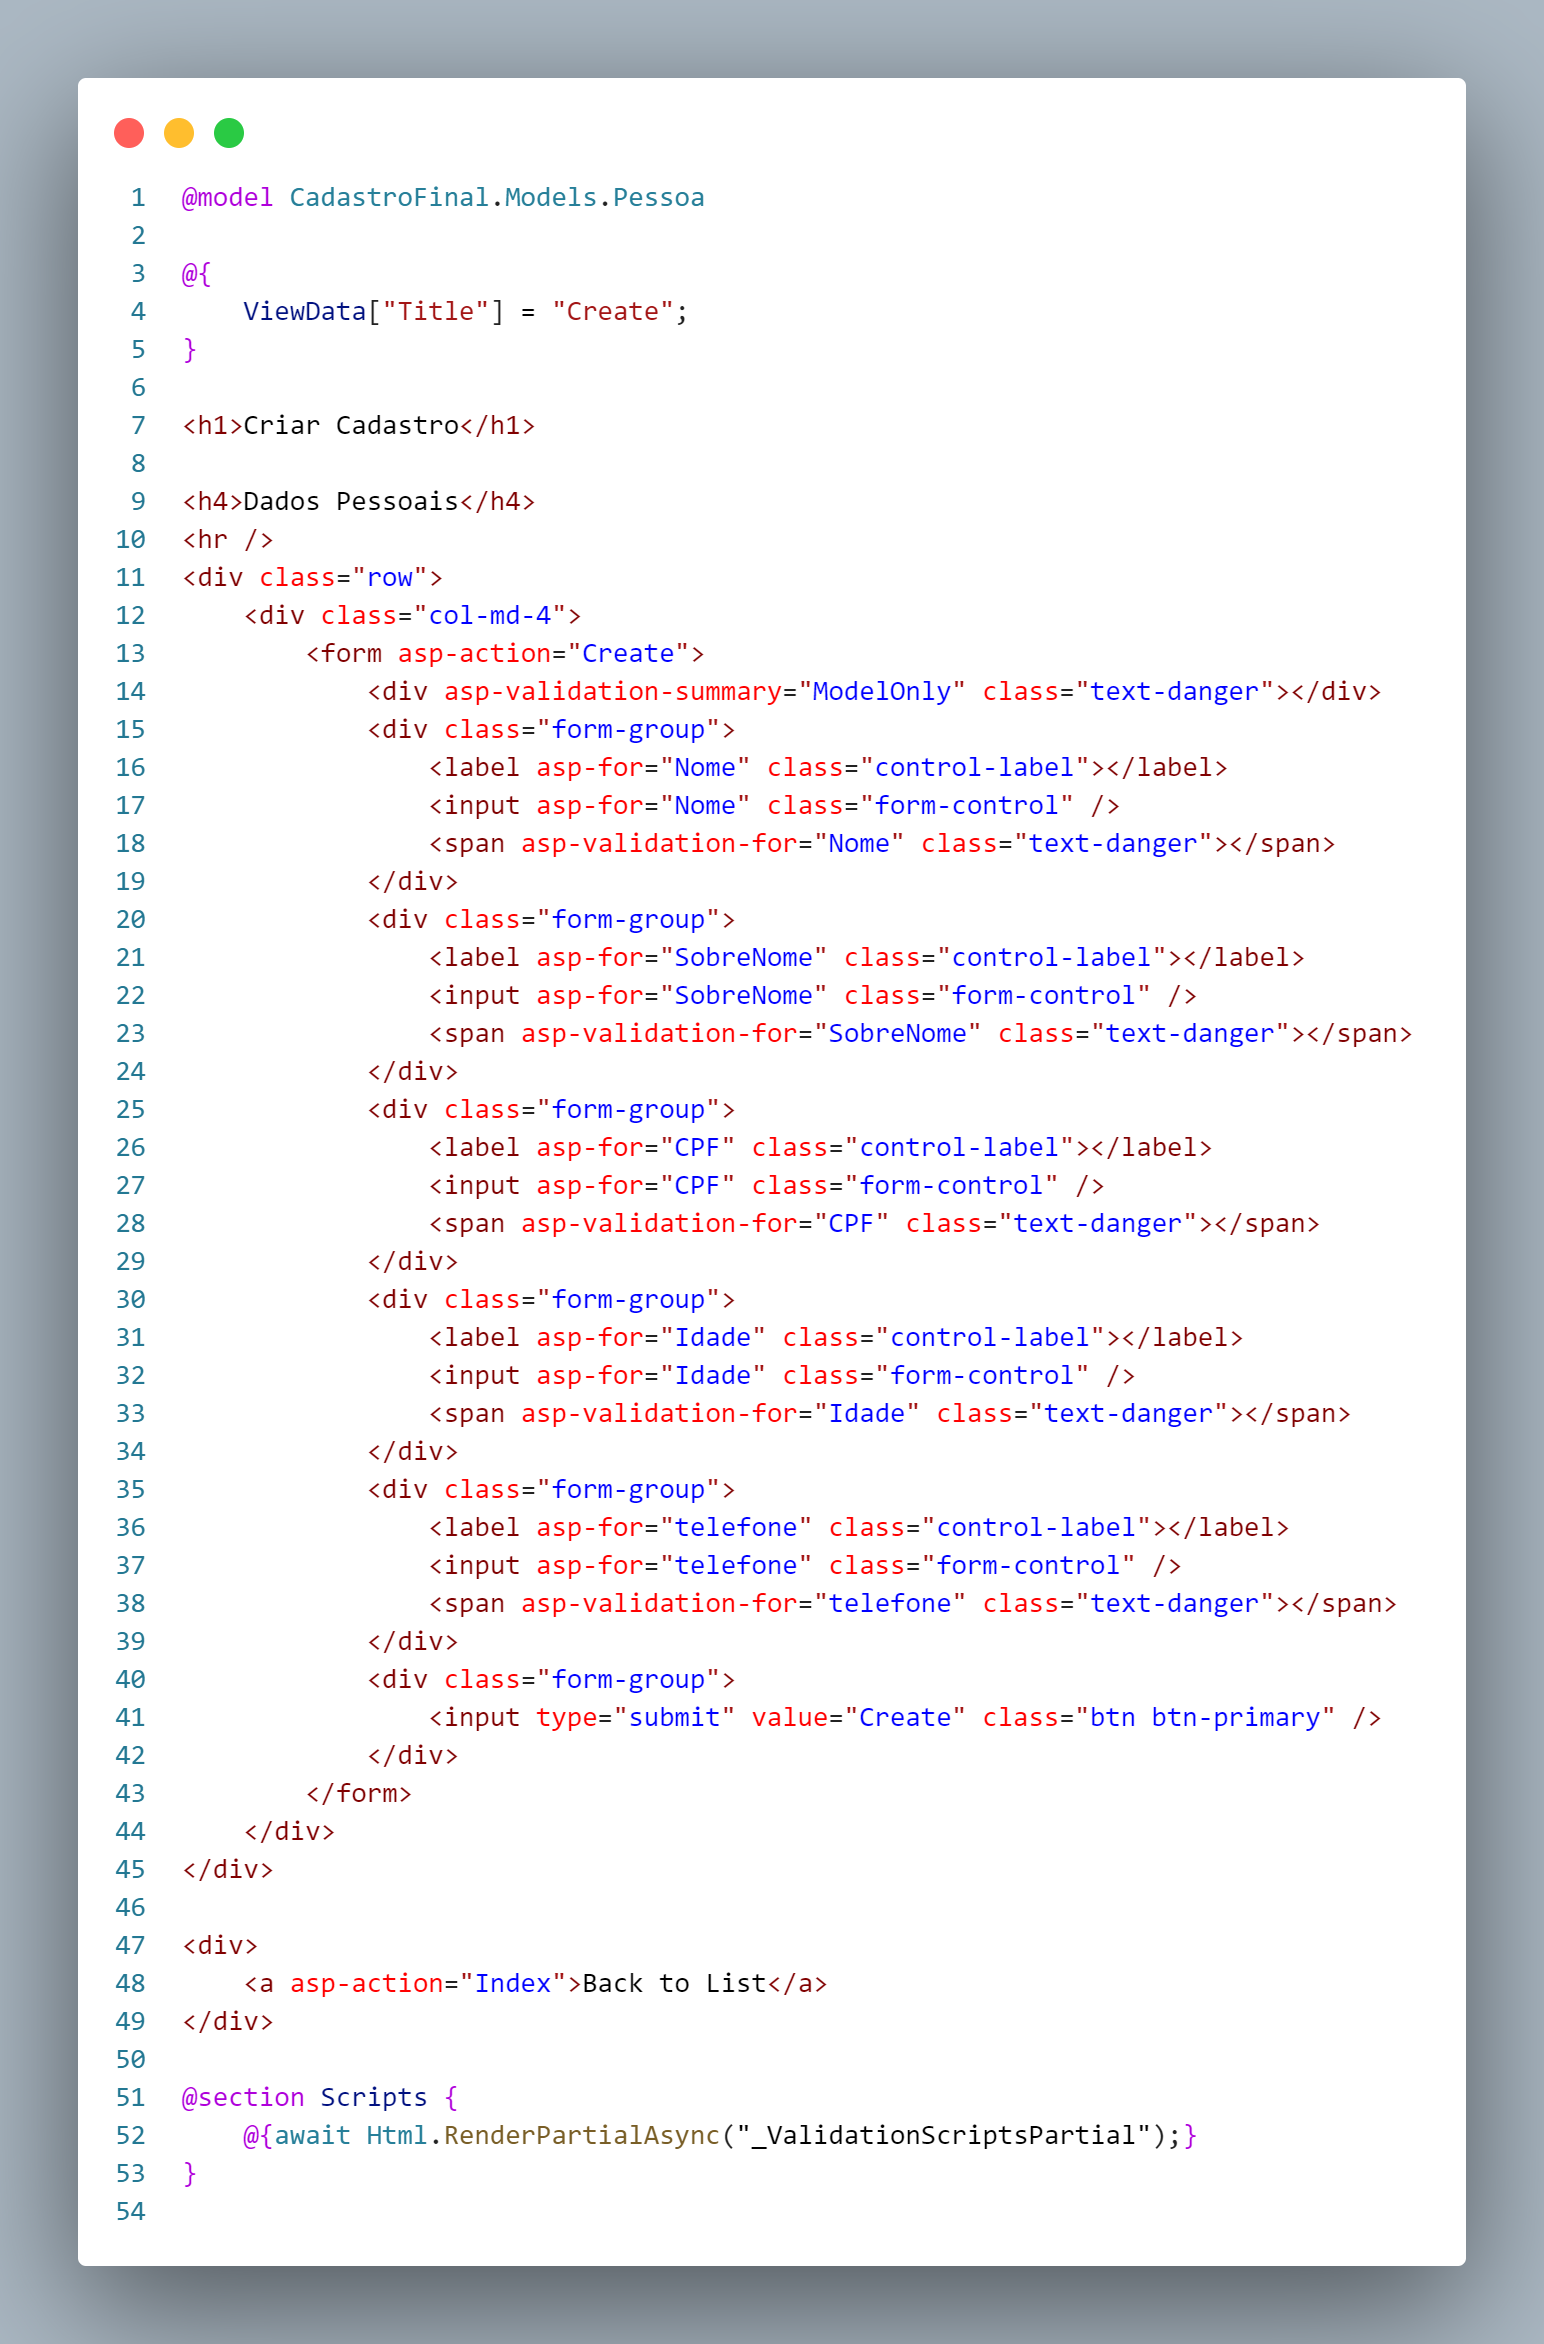 1 @model CadastroFinal.Models.Pessoa
2
3 @{
4     ViewData["Title"] = "Create";
5 }
6
7 <h1>Criar Cadastro</h1>
8
9 <h4>Dados Pessoais</h4>
10 <hr />
11 <div class="row">
12     <div class="col-md-4">
13         <form asp-action="Create">
14             <div asp-validation-summary="ModelOnly" class="text-danger"></div>
15             <div class="form-group">
16                 <label asp-for="Nome" class="control-label"></label>
17                 <input asp-for="Nome" class="form-control" />
18                 <span asp-validation-for="Nome" class="text-danger"></span>
19             </div>
20             <div class="form-group">
21                 <label asp-for="SobreNome" class="control-label"></label>
22                 <input asp-for="SobreNome" class="form-control" />
23                 <span asp-validation-for="SobreNome" class="text-danger"></span>
24             </div>
25             <div class="form-group">
26                 <label asp-for="CPF" class="control-label"></label>
27                 <input asp-for="CPF" class="form-control" />
28                 <span asp-validation-for="CPF" class="text-danger"></span>
29             </div>
30             <div class="form-group">
31                 <label asp-for="Idade" class="control-label"></label>
32                 <input asp-for="Idade" class="form-control" />
33                 <span asp-validation-for="Idade" class="text-danger"></span>
34             </div>
35             <div class="form-group">
36                 <label asp-for="telefone" class="control-label"></label>
37                 <input asp-for="telefone" class="form-control" />
38                 <span asp-validation-for="telefone" class="text-danger"></span>
39             </div>
40             <div class="form-group">
41                 <input type="submit" value="Create" class="btn btn-primary" />
42             </div>
43         </form>
44     </div>
45 </div>
46
47 <div>
48     <a asp-action="Index">Back to List</a>
49 </div>
50
51 @section Scripts {
52     @{await Html.RenderPartialAsync("_ValidationScriptsPartial");}
53 }
54